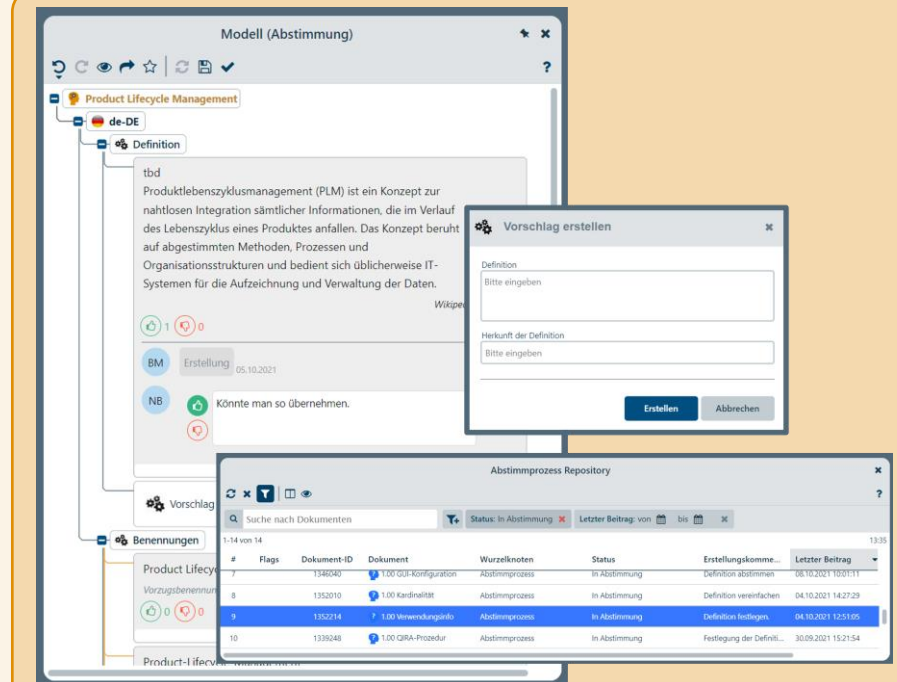 Modell (Abstimmung)
?
Product Lifecycle Management
de-DE
Definition
tbd
Produktlebenszyklusmanagement (PLM) ist ein Konzept zur
nahtlosen Integration sämtlicher Informationen, die im Verlauf
des Lebenszyklus eines Produktes anfallen. Das Konzept beruht
auf abgestimmten Methoden, Prozessen und
Organisationsstrukturen und bedient sich üblicherweise IT-
Systemen für die Aufzeichnung und Verwaltung der Daten.
Wikipe
1 0
BM Erstellung 05.10.2021
NB Könnte man so übernehmen.
Vorschlag
Benennungen
Product Lifecy
Vorzugsbenennun
0 0
Product-Lifecycle-Management
Vorschlag erstellen
Definition
Bitte eingeben
Herkunft der Definition
Bitte eingeben
Erstellen Abbrechen
Abstimmprozess Repository
?
Suche nach Dokumenten Status: In Abstimmung Letzter Beitrag: von bis
1-14 von 14 13:35
# Flags Dokument-ID Dokument Wurzelknoten Status Erstellungskomme... Letzter Beitrag
7 1346040 1.00 GUI-Konfiguration Abstimmprozess In Abstimmung Definition abstimmen 08.10.2021 10:01:11
8 1352010 1.00 Kardinalität Abstimmprozess In Abstimmung Definition vereinfachen 04.10.2021 14:27:29
9 1352214 1.00 Verwendungsinfo Abstimmprozess In Abstimmung Definition festlegen. 04.10.2021 12:51:05
10 1339248 1.00 QIRA-Prozedur Abstimmprozess In Abstimmung Festlegung der Definiti... 30.09.2021 15:21:54